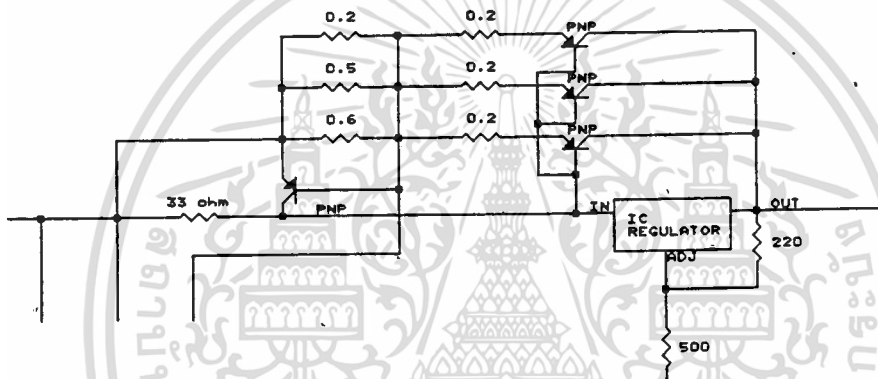 0.2 0.2 PNP
0.5 0.2 PNP
0.6 0.2 PNP
33 ohm PNP IN IC REGULATOR OUT
ADJ 220
500